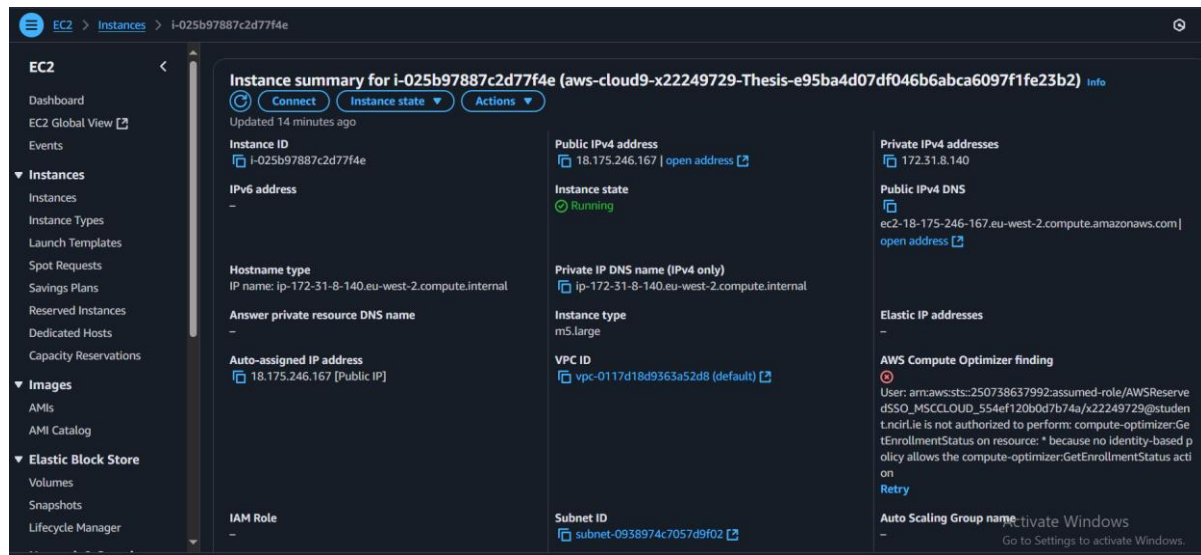 EC2 > Instances > i-025b97887c2d77f4e
EC2
Dashboard
EC2 Global View
Events
Instances
Instances
Instance Types
Launch Templates
Spot Requests
Savings Plans
Reserved Instances
Dedicated Hosts
Capacity Reservations
Images
AMIs
AMI Catalog
Elastic Block Store
Volumes
Snapshots
Lifecycle Manager
Instance summary for i-025b97887c2d77f4e (aws-cloud9-x22249729-Thesis-e95ba4d07df046b6abca6097f1fe23b2) Info
Connect Instance state Actions
Updated 14 minutes ago
Instance ID
i-025b97887c2d77f4e
Public IPv4 address
18.175.246.167 | open address
Private IPv4 addresses
172.31.8.140
IPv6 address
–
Instance state
Running
Public IPv4 DNS
ec2-18-175-246-167.eu-west-2.compute.amazonaws.com |
open address
Hostname type
IP name: ip-172-31-8-140.eu-west-2.compute.internal
Private IP DNS name (IPv4 only)
ip-172-31-8-140.eu-west-2.compute.internal
Answer private resource DNS name
–
Instance type
m5.large
Elastic IP addresses
–
Auto-assigned IP address
18.175.246.167 [Public IP]
VPC ID
vpc-0117d18d9363a52d8 (default)
AWS Compute Optimizer finding
User: arn:aws:sts::250738637992:assumed-role/AWSReserve
dSSO_MSCCLOUD_554ef120b0d7b74a/x22249729@studen
t.ncirl.ie is not authorized to perform: compute-optimizer:Ge
tEnrollmentStatus on resource: * because no identity-based p
olicy allows the compute-optimizer:GetEnrollmentStatus acti
on
Retry
IAM Role
–
Subnet ID
subnet-0938974c7057d9f02
Auto Scaling Group name
–
Activate Windows
Go to Settings to activate Windows.